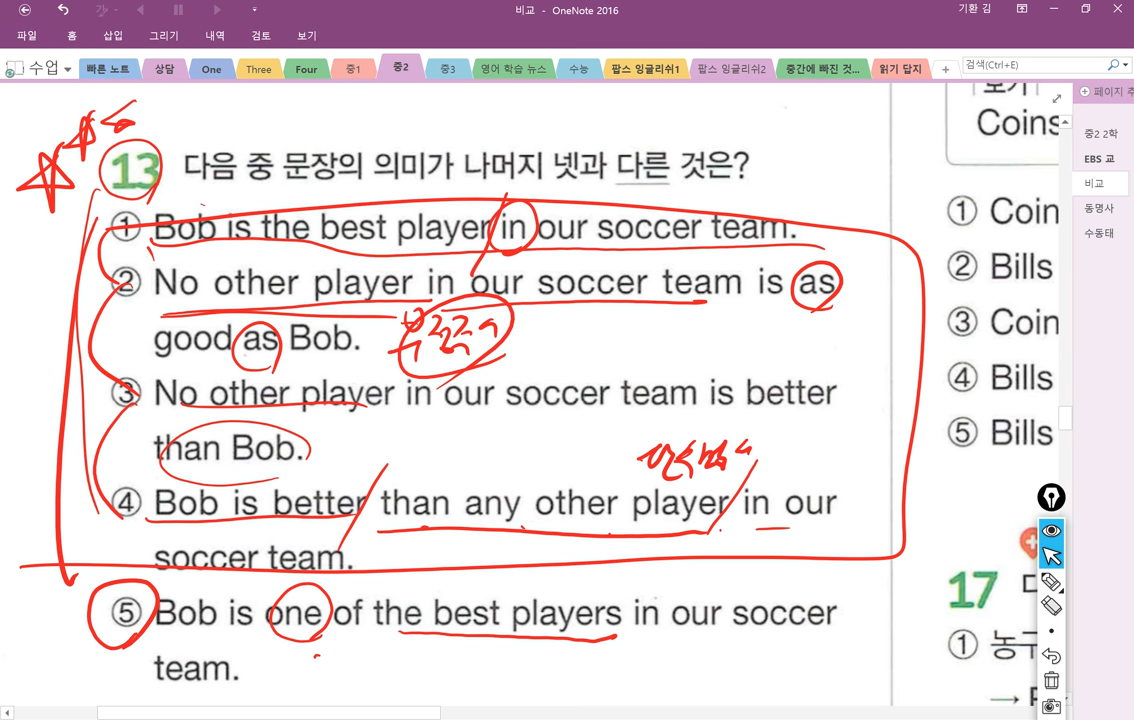 비교 - OneNote 2016
기환 김
파일 홈 삽입 그리기 내역 검토 보기
수업 빠른 노트 상담 One Three Four 중1 중2 중3 영어 학습 뉴스 수능 팝스 잉글리쉬1 팝스 잉글리쉬2 중간에 빠진 것... 읽기 답지
검색(Ctrl+E)
페이지 추
중2 2학
EBS 교
비교
동명사
수동태
13 다음 중 문장의 의미가 나머지 넷과 다른 것은?
① Bob is the best player in our soccer team.
② No other player in our soccer team is as
good as Bob.
③ No other player in our soccer team is better
than Bob.
④ Bob is better than any other player in our
soccer team.
⑤ Bob is one of the best players in our soccer
team.
보기
Coins
① Coin
② Bills
③ Coin
④ Bills
⑤ Bills
17
① 농구